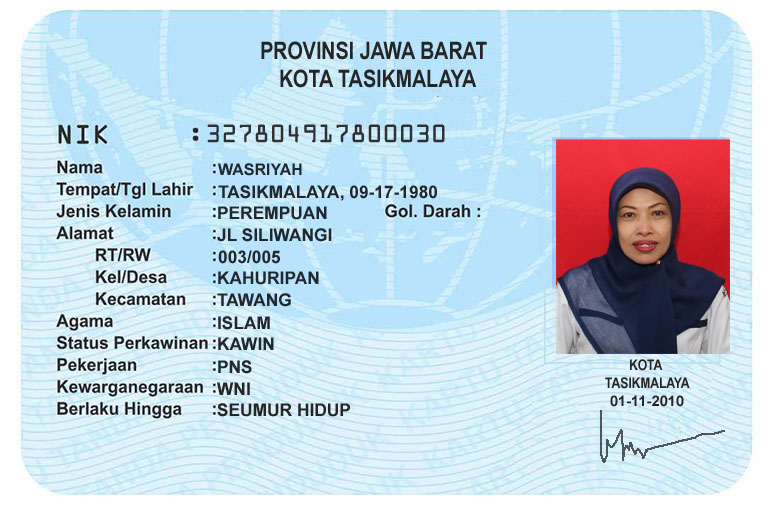 PROVINSI JAWA BARAT
KOTA TASIKMALAYA
NIK :327804917800030
Nama :WASRIYAH
Tempat/Tgl Lahir :TASIKMALAYA, 09-17-1980
Jenis Kelamin :PEREMPUAN Gol. Darah :
Alamat :JL SILIWANGI
RT/RW :003/005
Kel/Desa :KAHURIPAN
Kecamatan :TAWANG
Agama :ISLAM
Status Perkawinan :KAWIN
Pekerjaan :PNS
Kewarganegaraan :WNI
Berlaku Hingga :SEUMUR HIDUP
KOTA
TASIKMALAYA
01-11-2010